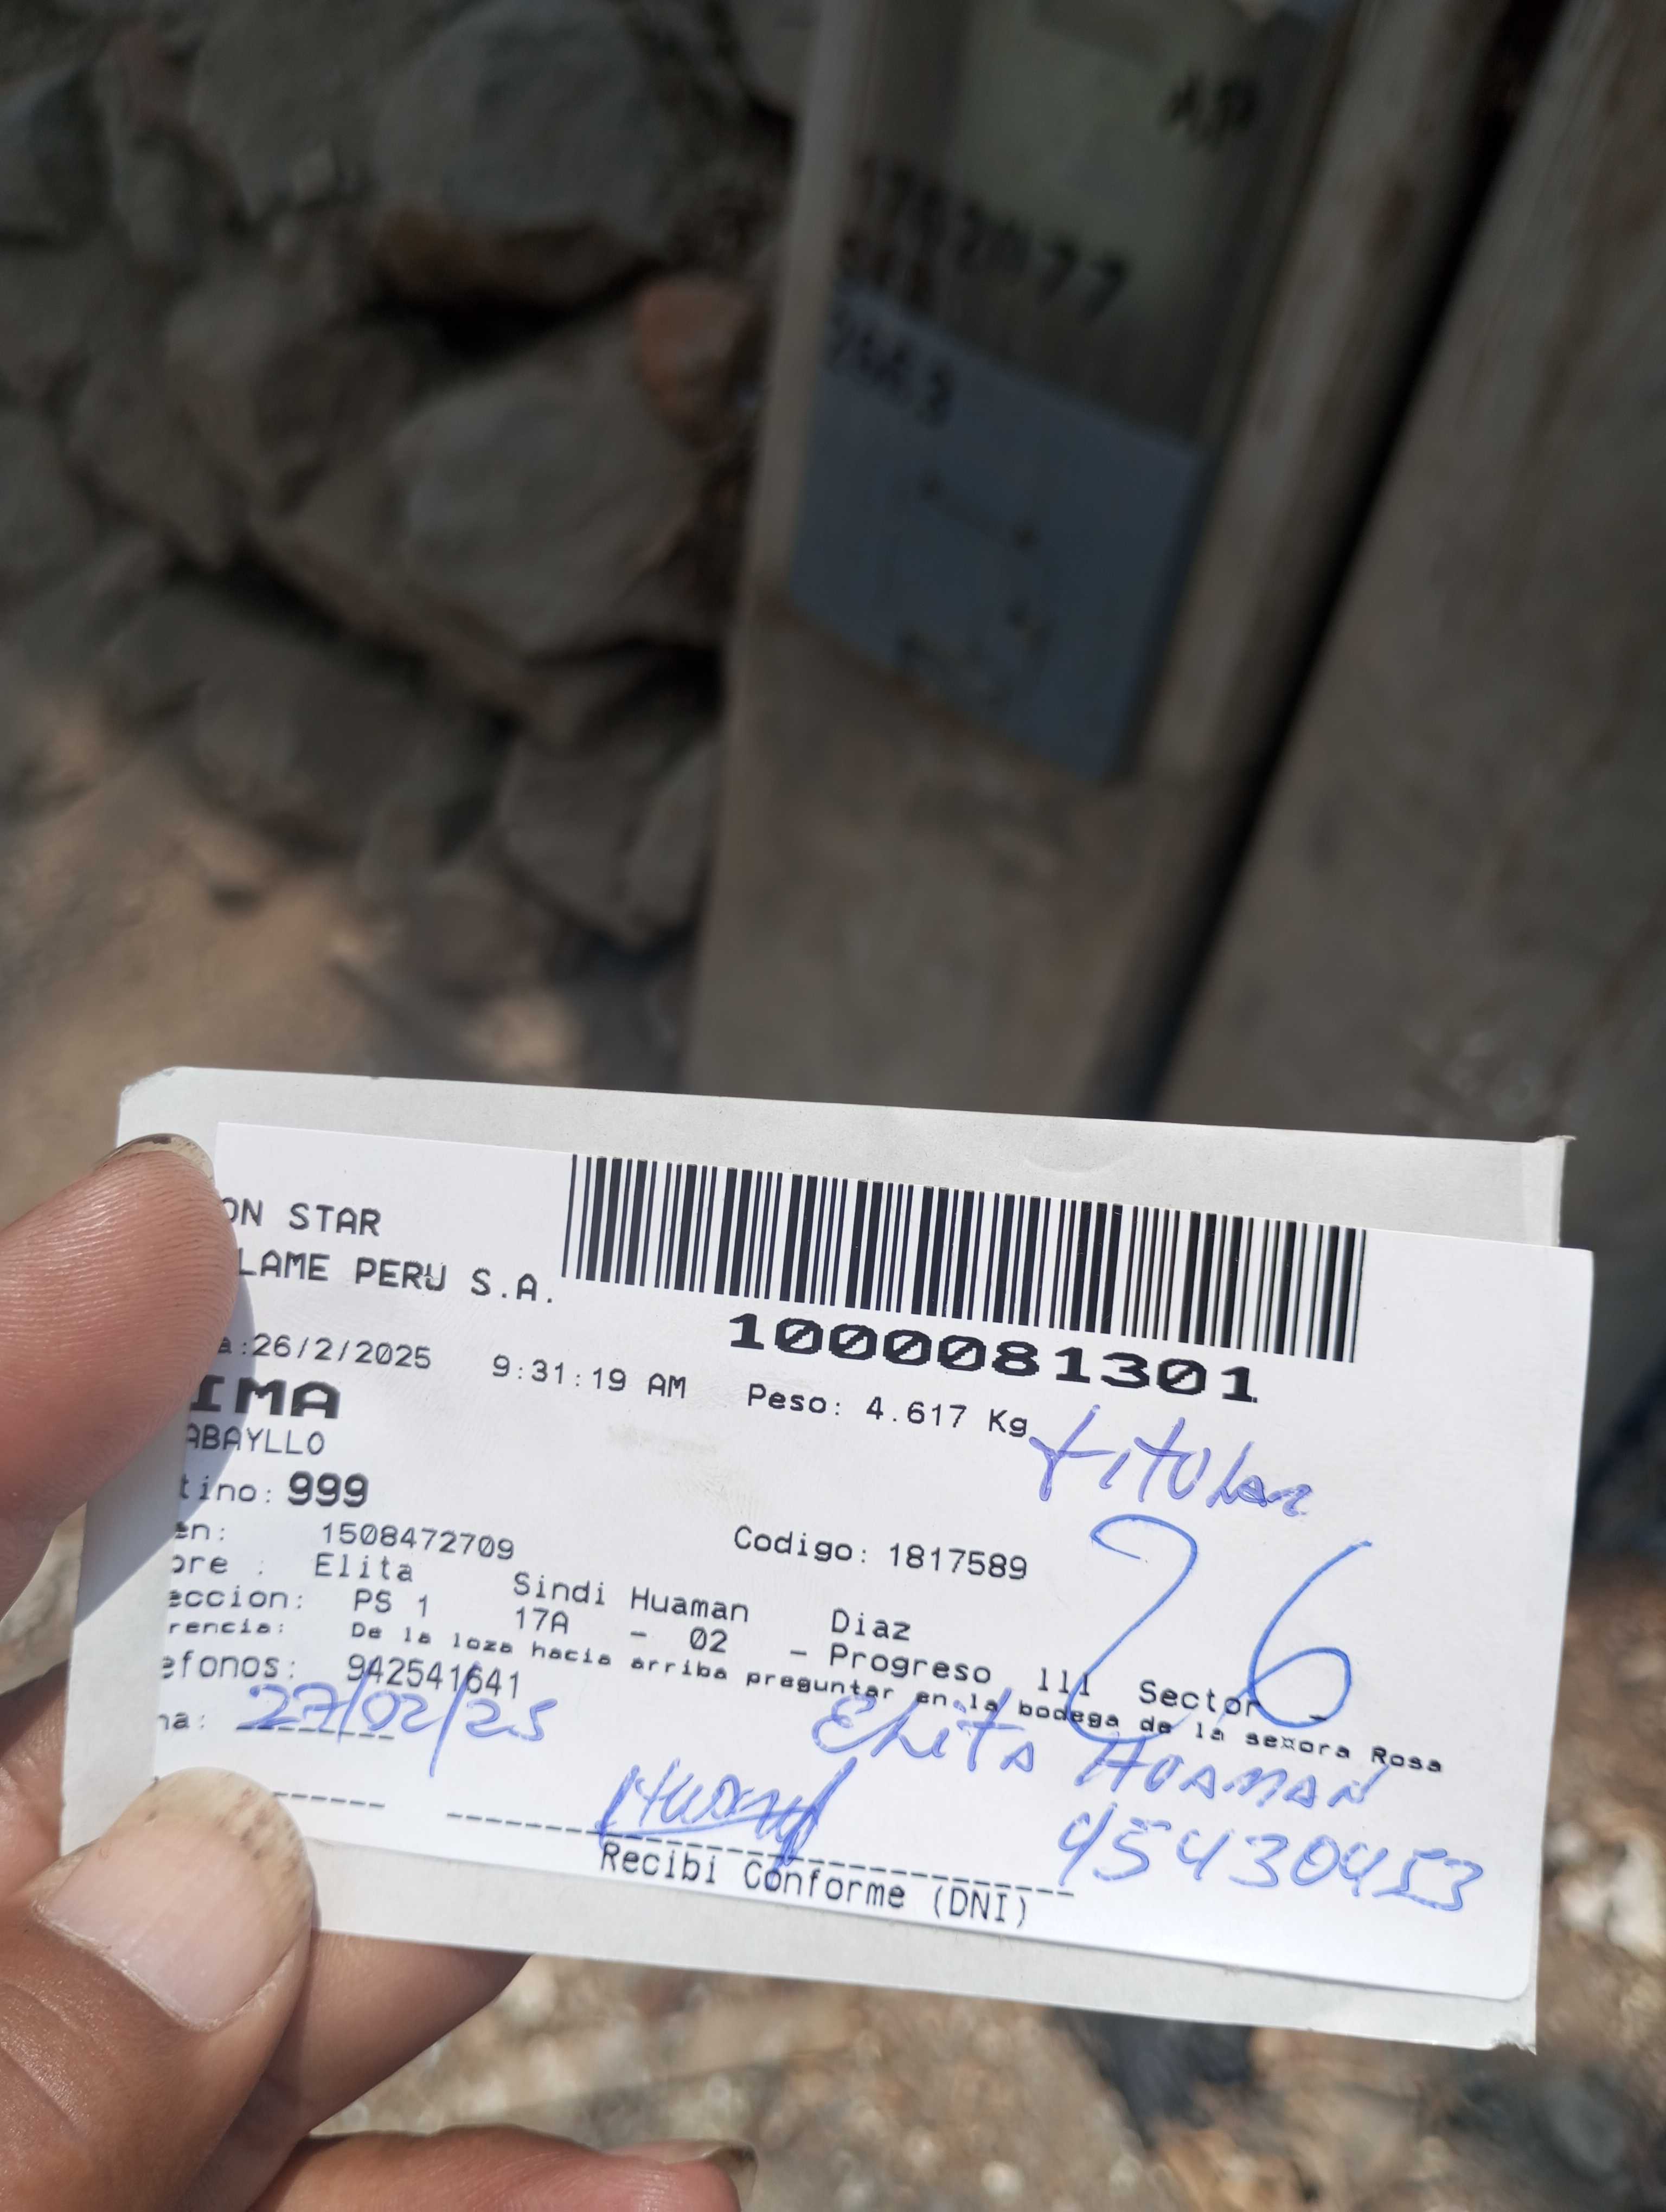 ON STAR
LAME PERU S.A.
1000081301
a:26/2/2025 9:31:19 AM Peso: 4.617 Kg
IMA
titular
ABAYLLO
tino: 999
26
en: 1508472709 Codigo: 1817589
bre : Elita Sindi Huaman Diaz
eccion: PS 1 17A - 02 - Progreso 111 Sector _
rencia: De la loza hacia arriba preguntar en la bodega de la sexora Rosa
efonos: 942541641
ha: 27/02/25
Elita HUAMAN
45430453
Recibi Conforme (DNI)